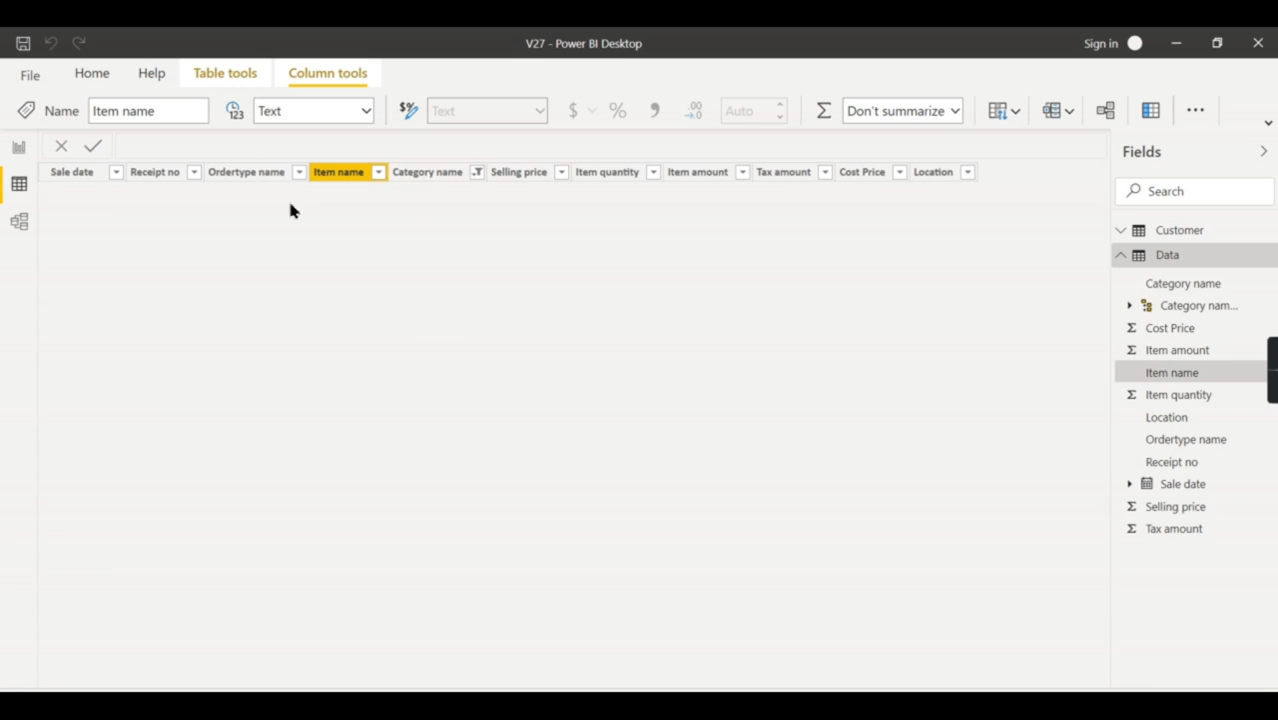 V27 - Power BI Desktop
Sign in
File
Home
Help
Table tools
Column tools
Name
Item name
123
Text
Text
$
%
.00
.0
Auto
Σ
Don't summarize
Sale date
Receipt no
Ordertype name
Item name
Category name
Selling price
Item quantity
Item amount
Tax amount
Cost Price
Location
Fields
Search
Customer
Data
Category name
Category nam...
Σ Cost Price
Σ Item amount
Item name
Σ Item quantity
Location
Ordertype name
Receipt no
Sale date
Σ Selling price
Σ Tax amount